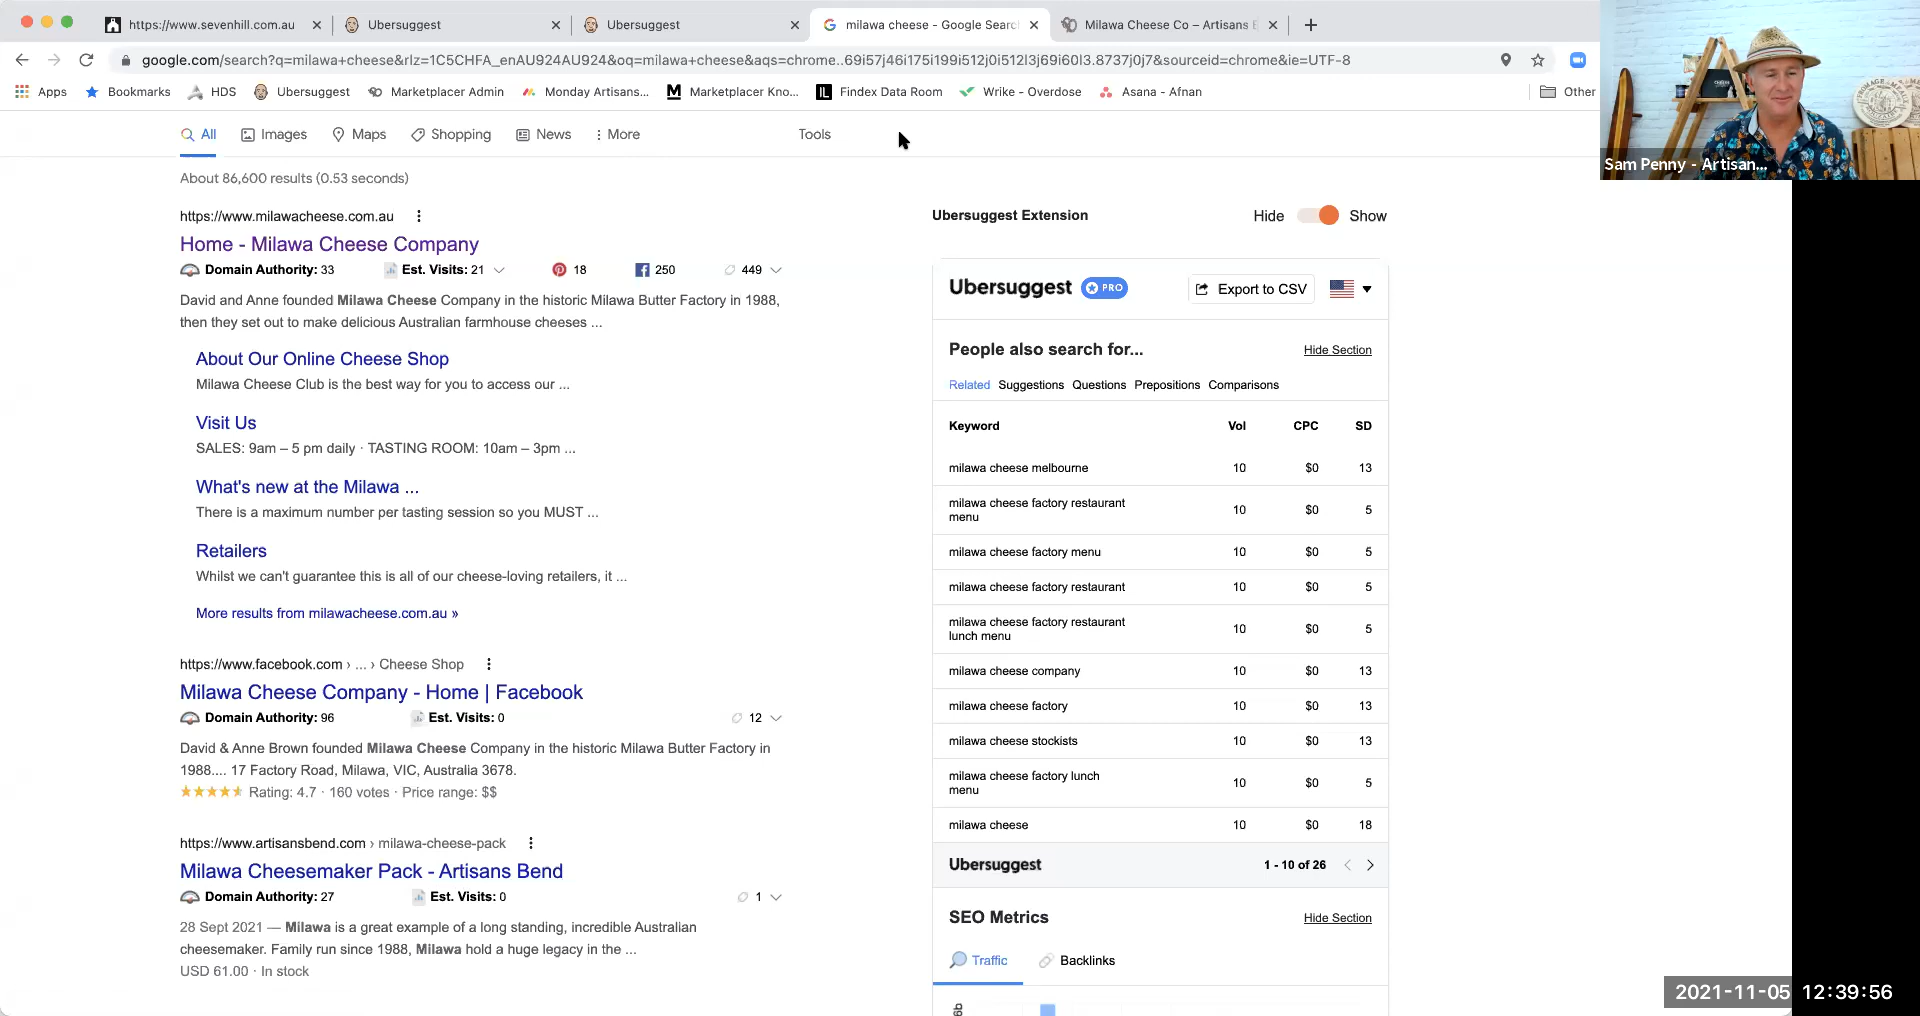 https://www.sevenhill.com.au
Ubersuggest
Ubersuggest
milawa cheese - Google Search
Milawa Cheese Co – Artisans B
google.com/search?q=milawa+cheese&rlz=1C5CHFA_enAU924AU924&oq=milawa+cheese&aqs=chrome..69i57j46i175i199i512j0i512l3j69i60l3.8737j0j7&sourceid=chrome&ie=UTF-8
Apps
Bookmarks
HDS
Ubersuggest
Marketplacer Admin
Monday Artisans...
Marketplacer Kno...
Findex Data Room
Wrike - Overdose
Asana - Afnan
Other
All
Images
Maps
Shopping
News
More
Tools
Sam Penny - Artisan...
About 86,600 results (0.53 seconds)
https://www.milawacheese.com.au
Home - Milawa Cheese Company
Domain Authority: 33 Est. Visits: 21 18 250 449
David and Anne founded Milawa Cheese Company in the historic Milawa Butter Factory in 1988,
then they set out to make delicious Australian farmhouse cheeses ...
About Our Online Cheese Shop
Milawa Cheese Club is the best way for you to access our ...
Visit Us
SALES: 9am – 5 pm daily · TASTING ROOM: 10am – 3pm ...
What's new at the Milawa ...
There is a maximum number per tasting session so you MUST ...
Retailers
Whilst we can't guarantee this is all of our cheese-loving retailers, it ...
More results from milawacheese.com.au »
https://www.facebook.com › ... › Cheese Shop
Milawa Cheese Company - Home | Facebook
Domain Authority: 96 Est. Visits: 0 12
David & Anne Brown founded Milawa Cheese Company in the historic Milawa Butter Factory in
1988.... 17 Factory Road, Milawa, VIC, Australia 3678.
Rating: 4.7 · 160 votes · Price range: $$
https://www.artisansbend.com › milawa-cheese-pack
Milawa Cheesemaker Pack - Artisans Bend
Domain Authority: 27 Est. Visits: 0 1
28 Sept 2021 — Milawa is a great example of a long standing, incredible Australian
cheesemaker. Family run since 1988, Milawa hold a huge legacy in the ...
USD 61.00 · In stock
Ubersuggest Extension Hide Show
Ubersuggest PRO Export to CSV
People also search for... Hide Section
Related Suggestions Questions Prepositions Comparisons
Keyword Vol CPC SD
milawa cheese melbourne 10 $0 13
milawa cheese factory restaurant
menu 10 $0 5
milawa cheese factory menu 10 $0 5
milawa cheese factory restaurant 10 $0 5
milawa cheese factory restaurant
lunch menu 10 $0 5
milawa cheese company 10 $0 13
milawa cheese factory 10 $0 13
milawa cheese stockists 10 $0 13
milawa cheese factory lunch
menu 10 $0 5
milawa cheese 10 $0 18
Ubersuggest 1 - 10 of 26
SEO Metrics Hide Section
Traffic Backlinks
2021-11-05 12:39:56